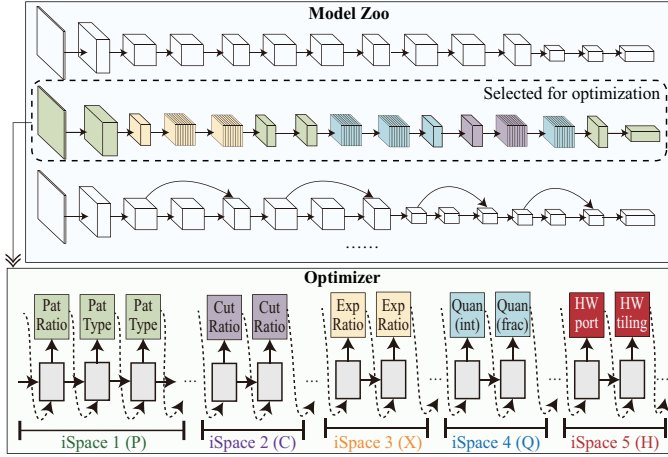 Model Zoo
Selected for optimization
......
Optimizer
Pat Ratio
Pat Type
Pat Type
...
Cut Ratio
Cut Ratio
...
Exp Ratio
Exp Ratio
...
Quan (int)
Quan (frac)
...
HW port
HW tiling
...
iSpace 1 (P)
iSpace 2 (C)
iSpace 3 (X)
iSpace 4 (Q)
iSpace 5 (H)